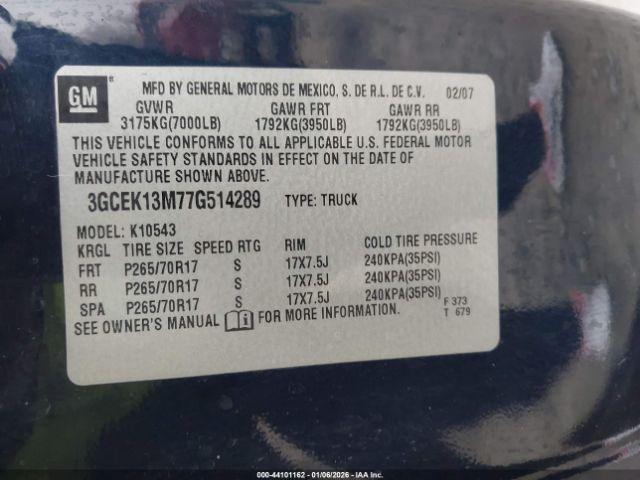 GM
®
MFD BY GENERAL MOTORS DE MEXICO, S. DE R.L. DE C.V. 02/07
GVWR GAWR FRT GAWR RR
3175KG(7000LB) 1792KG(3950LB) 1792KG(3950LB)
THIS VEHICLE CONFORMS TO ALL APPLICABLE U.S. FEDERAL MOTOR
VEHICLE SAFETY STANDARDS IN EFFECT ON THE DATE OF
MANUFACTURE SHOWN ABOVE.
3GCEK13M77G514289 TYPE: TRUCK
MODEL: K10543
KRGL TIRE SIZE SPEED RTG RIM COLD TIRE PRESSURE
FRT P265/70R17 S 17X7.5J 240KPA(35PSI)
RR P265/70R17 S 17X7.5J 240KPA(35PSI)
SPA P265/70R17 S 17X7.5J 240KPA(35PSI)
F 373
T 679
SEE OWNER'S MANUAL FOR MORE INFORMATION.
000-44101162 - 01/06/2026 - IAA Inc.